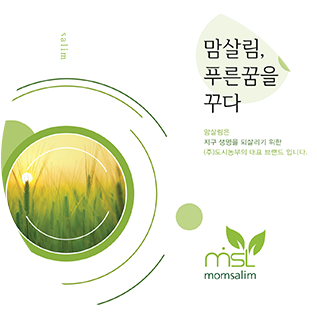 valim
맘살림,
푸른꿈을
꾸다
맘살림은
지구 생명을 되살리기 위한
(주)도시농부의 대표 브랜드 입니다.
msL
momsalim